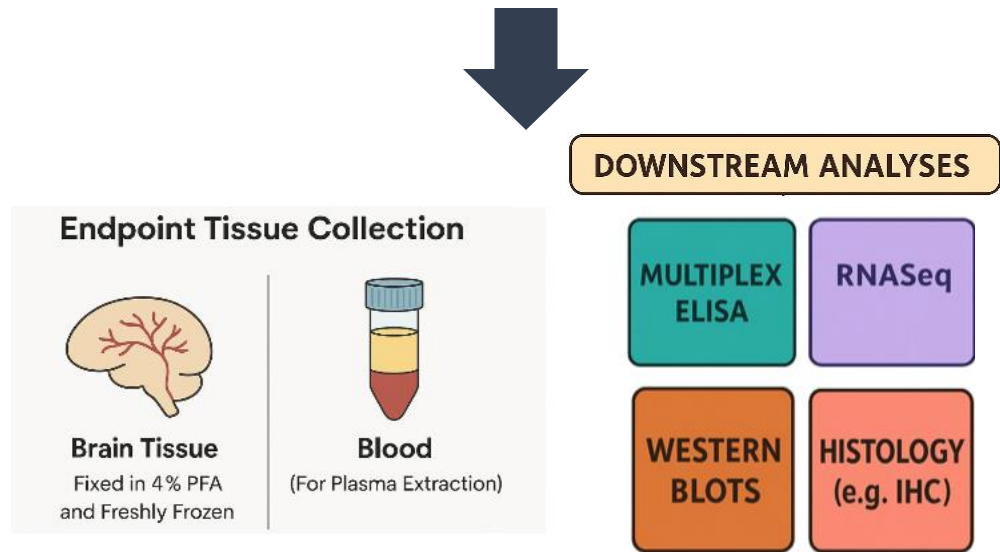 DOWNSTREAM ANALYSES
Endpoint Tissue Collection
Brain Tissue
Fixed in 4% PFA
and Freshly Frozen
Blood
(For Plasma Extraction)
MULTIPLEX
ELISA
RNASeq
WESTERN
BLOTS
HISTOLOGY
(e.g. IHC)